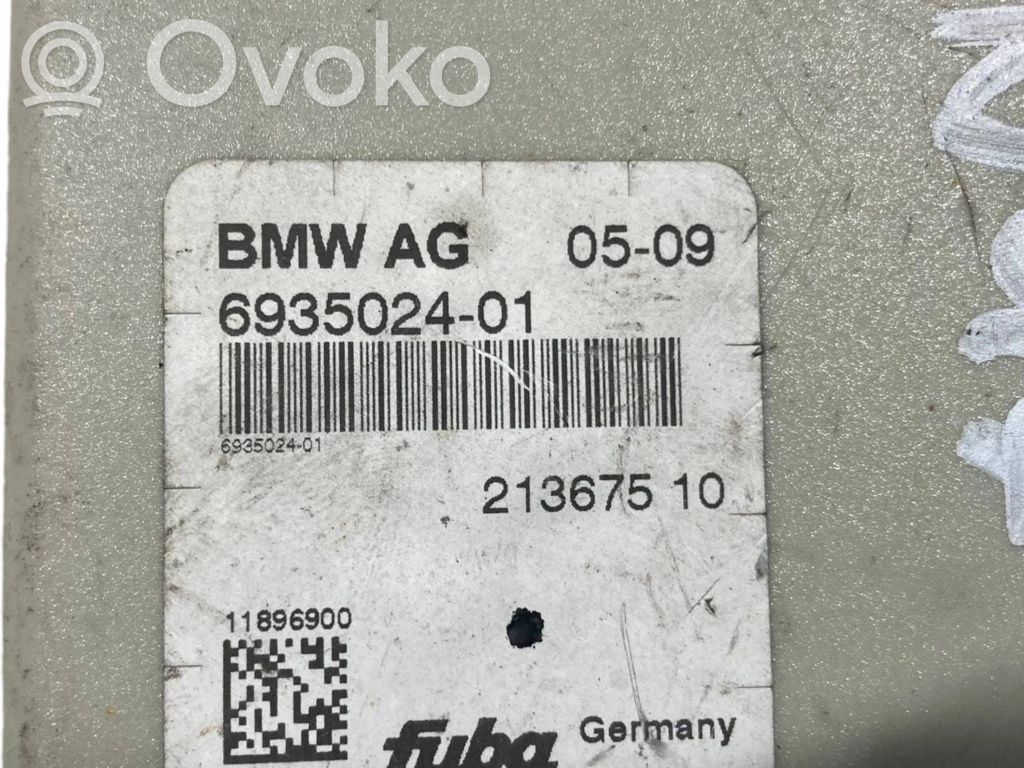 Ovoko
BMW AG 05-09
6935024-01
6935024-01
213675 10
11896900
fuba Germany